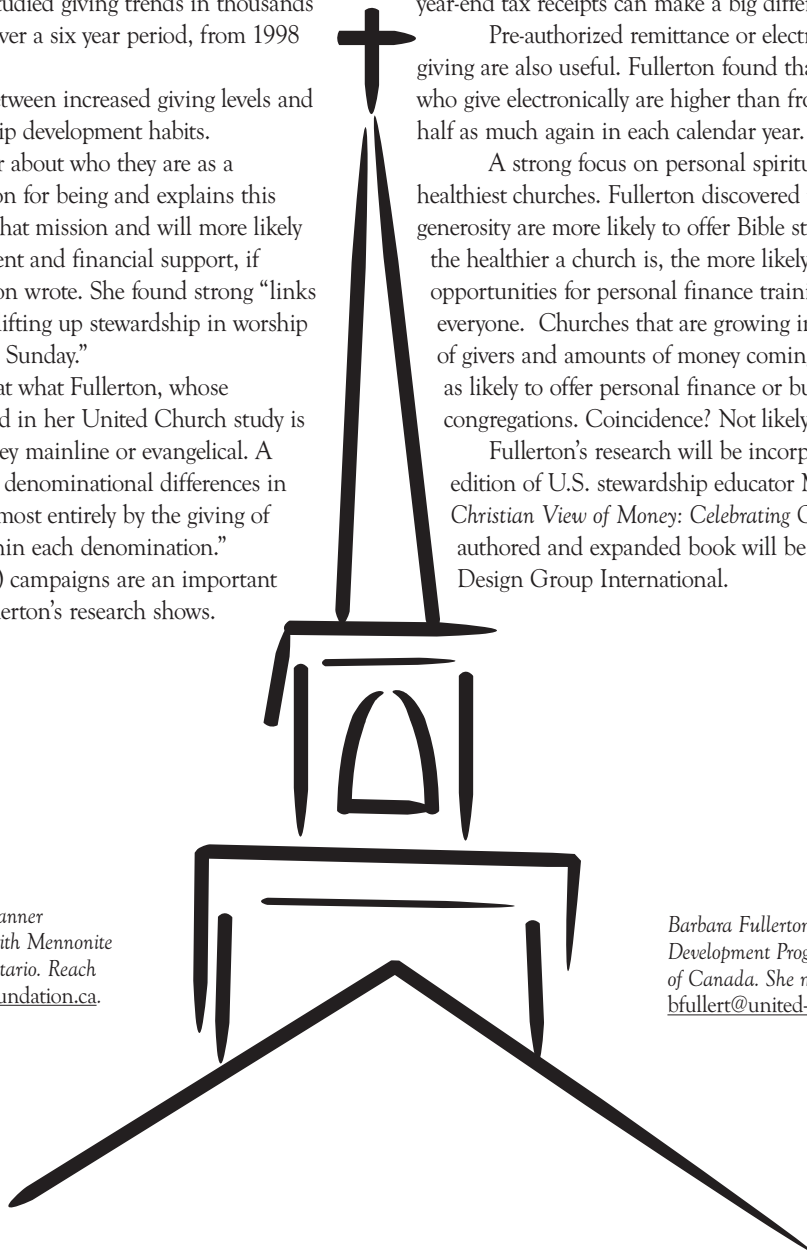 tudied giving trends in thousands
ver a six year period, from 1998
tween increased giving levels and
ip development habits.
r about who they are as a
on for being and explains this
hat mission and will more likely
ent and financial support, if
on wrote. She found strong “links
ifting up stewardship in worship
Sunday.”
at what Fullerton, whose
d in her United Church study is
ey mainline or evangelical. A
denominational differences in
most entirely by the giving of
hin each denomination.”
) campaigns are an important
lerton’s research shows.
anner
ith Mennonite
tario. Reach
undation.ca.
year-end tax receipts can make a big differ
Pre-authorized remittance or electr
giving are also useful. Fullerton found tha
who give electronically are higher than fro
half as much again in each calendar year.
A strong focus on personal spiritu
healthiest churches. Fullerton discovered
generosity are more likely to offer Bible st
the healthier a church is, the more likely
opportunities for personal finance traini
everyone. Churches that are growing in
of givers and amounts of money comin
as likely to offer personal finance or bu
congregations. Coincidence? Not likely
Fullerton’s research will be incorp
edition of U.S. stewardship educator M
Christian View of Money: Celebrating G
authored and expanded book will be
Design Group International.
Barbara Fullerton
Development Prog
of Canada. She m
bfullert@united-